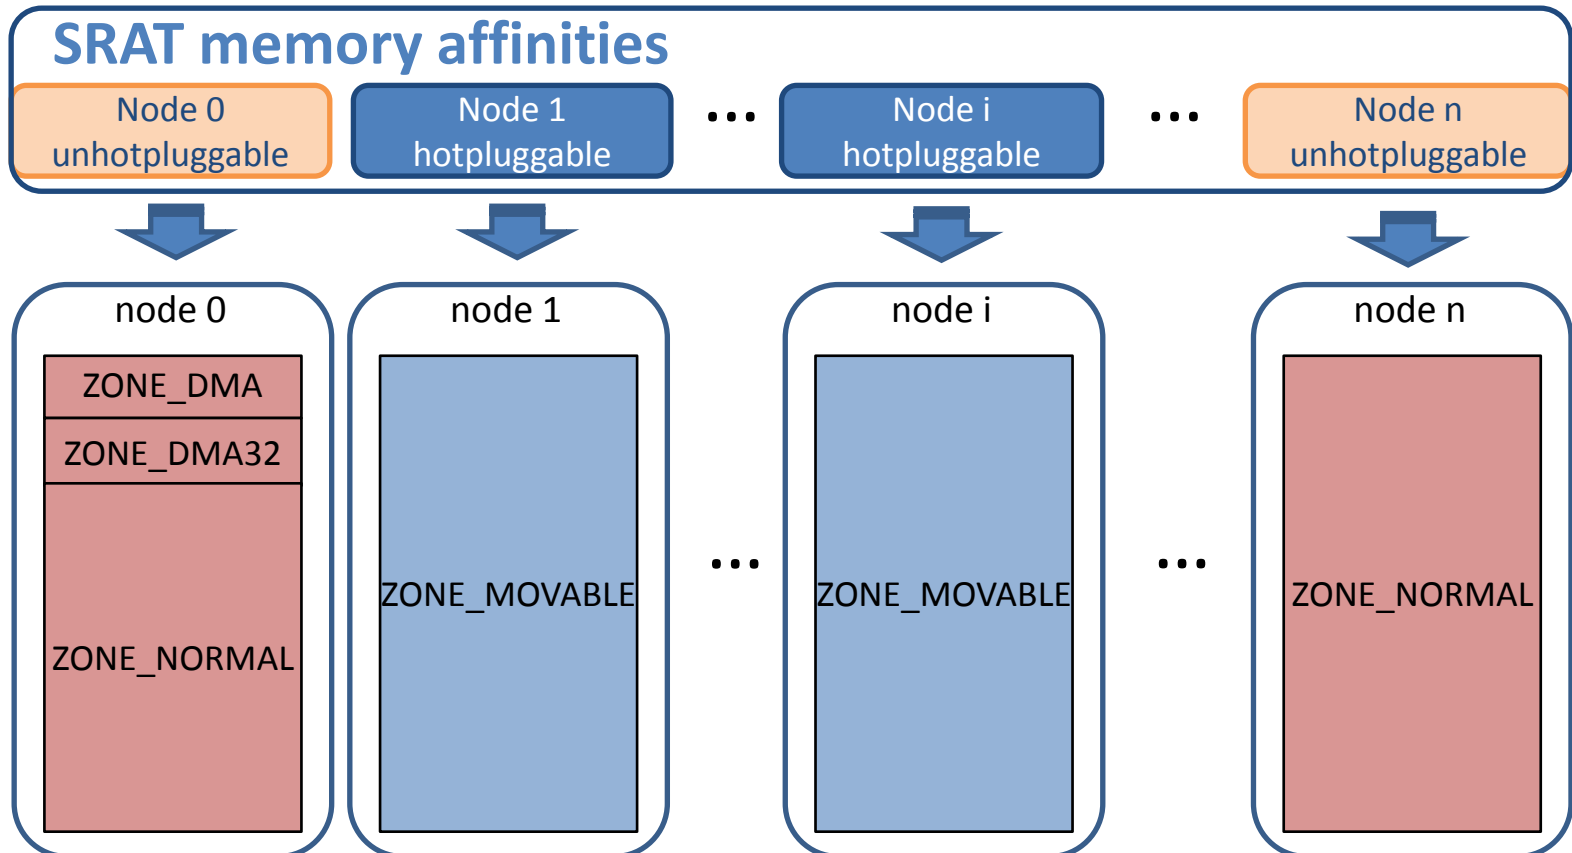 SRAT memory affinities
Node 0
unhotpluggable
Node 1
hotpluggable
...
Node i
hotpluggable
...
Node n
unhotpluggable
node 0
ZONE_DMA
ZONE_DMA32
ZONE_NORMAL
node 1
ZONE_MOVABLE
...
node i
ZONE_MOVABLE
...
node n
ZONE_NORMAL